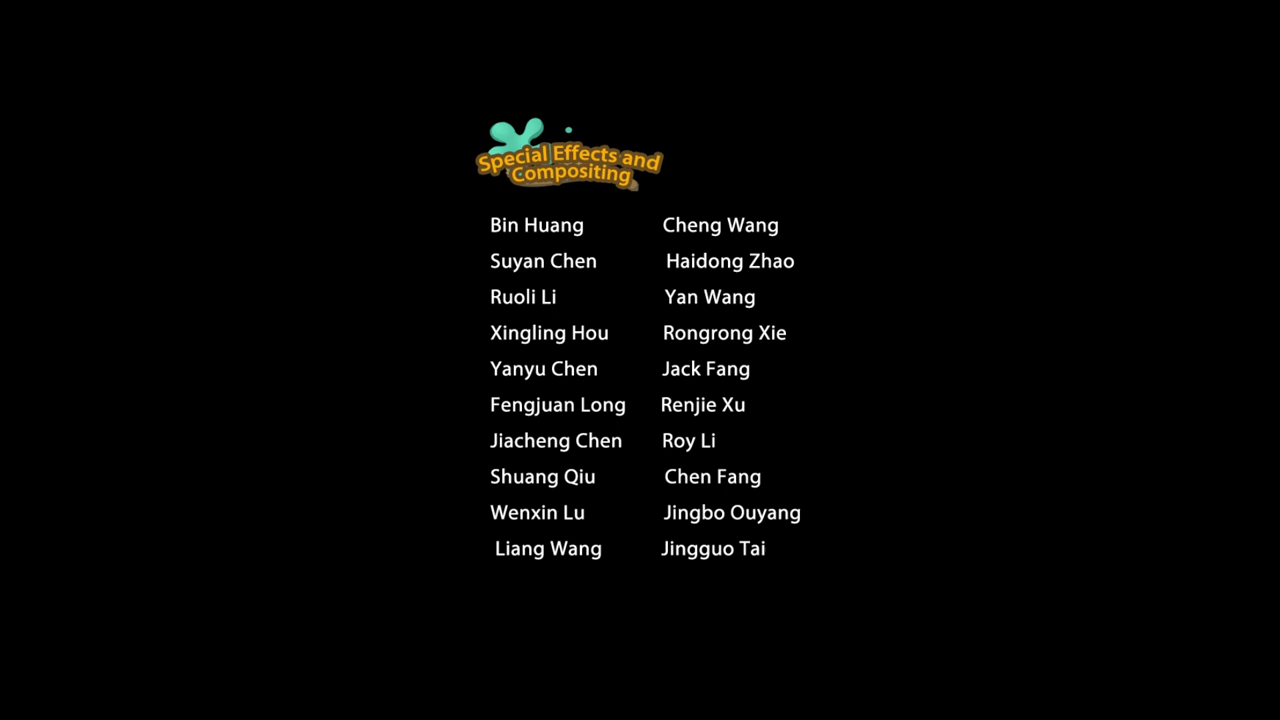 Special Effects and
Compositing
Bin Huang Cheng Wang
Suyan Chen Haidong Zhao
Ruoli Li Yan Wang
Xingling Hou Rongrong Xie
Yanyu Chen Jack Fang
Fengjuan Long Renjie Xu
Jiacheng Chen Roy Li
Shuang Qiu Chen Fang
Wenxin Lu Jingbo Ouyang
Liang Wang Jingguo Tai